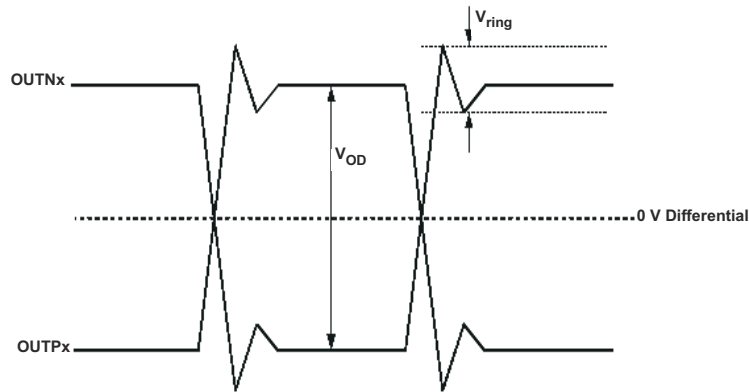 Vring
OUTNx
VOD
0 V Differential
OUTPx